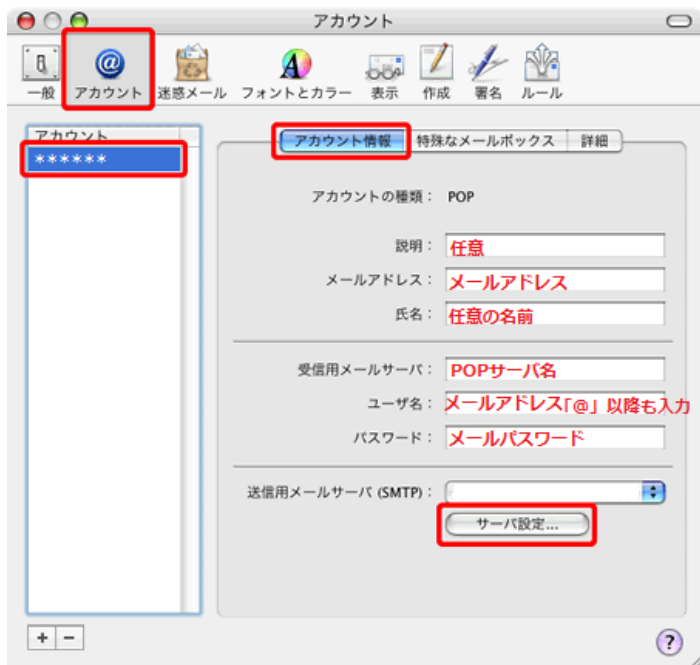 アカウント
一般 アカウント 迷惑メール フォントとカラー 表示 作成 署名 ルール
アカウント
******
アカウント情報 特殊なメールボックス 詳細
アカウントの種類： POP
説明： 任意
メールアドレス： メールアドレス
氏名： 任意の名前
受信用メールサーバ： POPサーバ名
ユーザ名： メールアドレス「@」以降も入力
パスワード： メールパスワード
送信用メールサーバ (SMTP)：
サーバ設定...
+ − ?